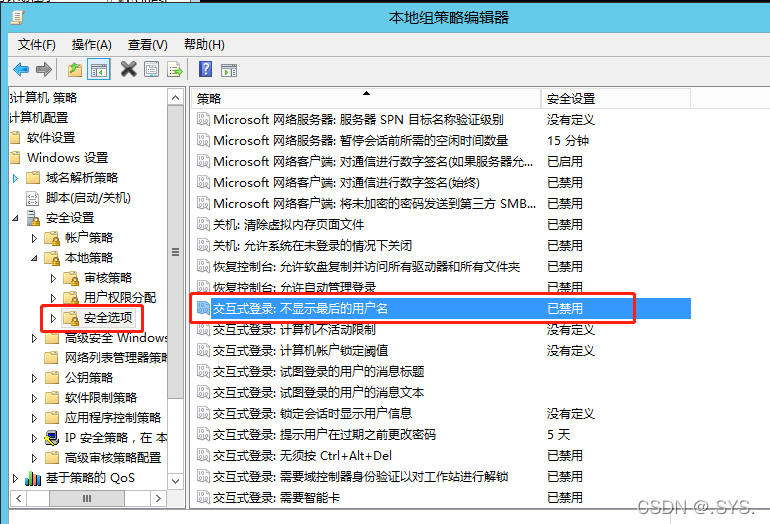 本地组策略编辑器
文件(F) 操作(A) 查看(V) 帮助(H)
计算机 策略
计算机配置
软件设置
Windows 设置
域名解析策略
脚本(启动/关机)
安全设置
帐户策略
本地策略
审核策略
用户权限分配
安全选项
高级安全 Windows
网络列表管理器策略
公钥策略
软件限制策略
应用程序控制策略
IP 安全策略，在 本
高级审核策略配置
基于策略的 QoS
策略 安全设置
Microsoft 网络服务器: 服务器 SPN 目标名称验证级别 没有定义
Microsoft 网络服务器: 暂停会话前所需的空闲时间数量 15 分钟
Microsoft 网络客户端: 对通信进行数字签名(如果服务器允... 已启用
Microsoft 网络客户端: 对通信进行数字签名(始终) 已禁用
Microsoft 网络客户端: 将未加密的密码发送到第三方 SMB... 已禁用
关机: 清除虚拟内存页面文件 已禁用
关机: 允许系统在未登录的情况下关闭 已禁用
恢复控制台: 允许软盘复制并访问所有驱动器和所有文件夹 已禁用
恢复控制台: 允许自动管理登录 已禁用
交互式登录: 不显示最后的用户名 已禁用
交互式登录: 计算机不活动限制 没有定义
交互式登录: 计算机帐户锁定阈值 没有定义
交互式登录: 试图登录的用户的消息标题
交互式登录: 试图登录的用户的消息文本
交互式登录: 锁定会话时显示用户信息 没有定义
交互式登录: 提示用户在过期之前更改密码 5 天
交互式登录: 无须按 Ctrl+Alt+Del 已禁用
交互式登录: 需要域控制器身份验证以对工作站进行解锁 已禁用
交互式登录: 需要智能卡 已禁用
CSDN @.SYS.